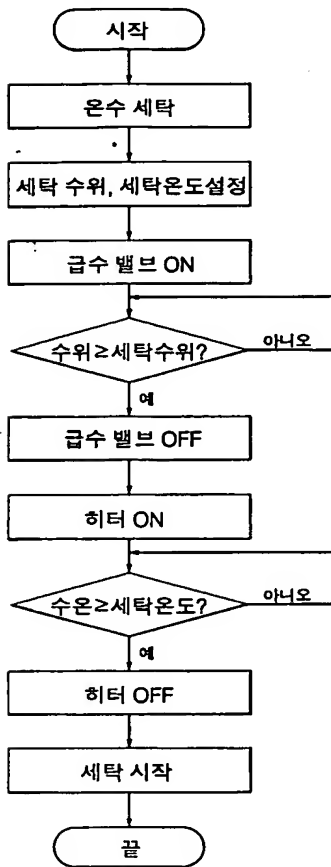 시작
온수 세탁
세탁 수위, 세탁온도설정
급수 밸브 ON
수위≥세탁수위?
아니오
예
급수 밸브 OFF
히터 ON
수온≥세탁온도?
아니오
예
히터 OFF
세탁 시작
끝